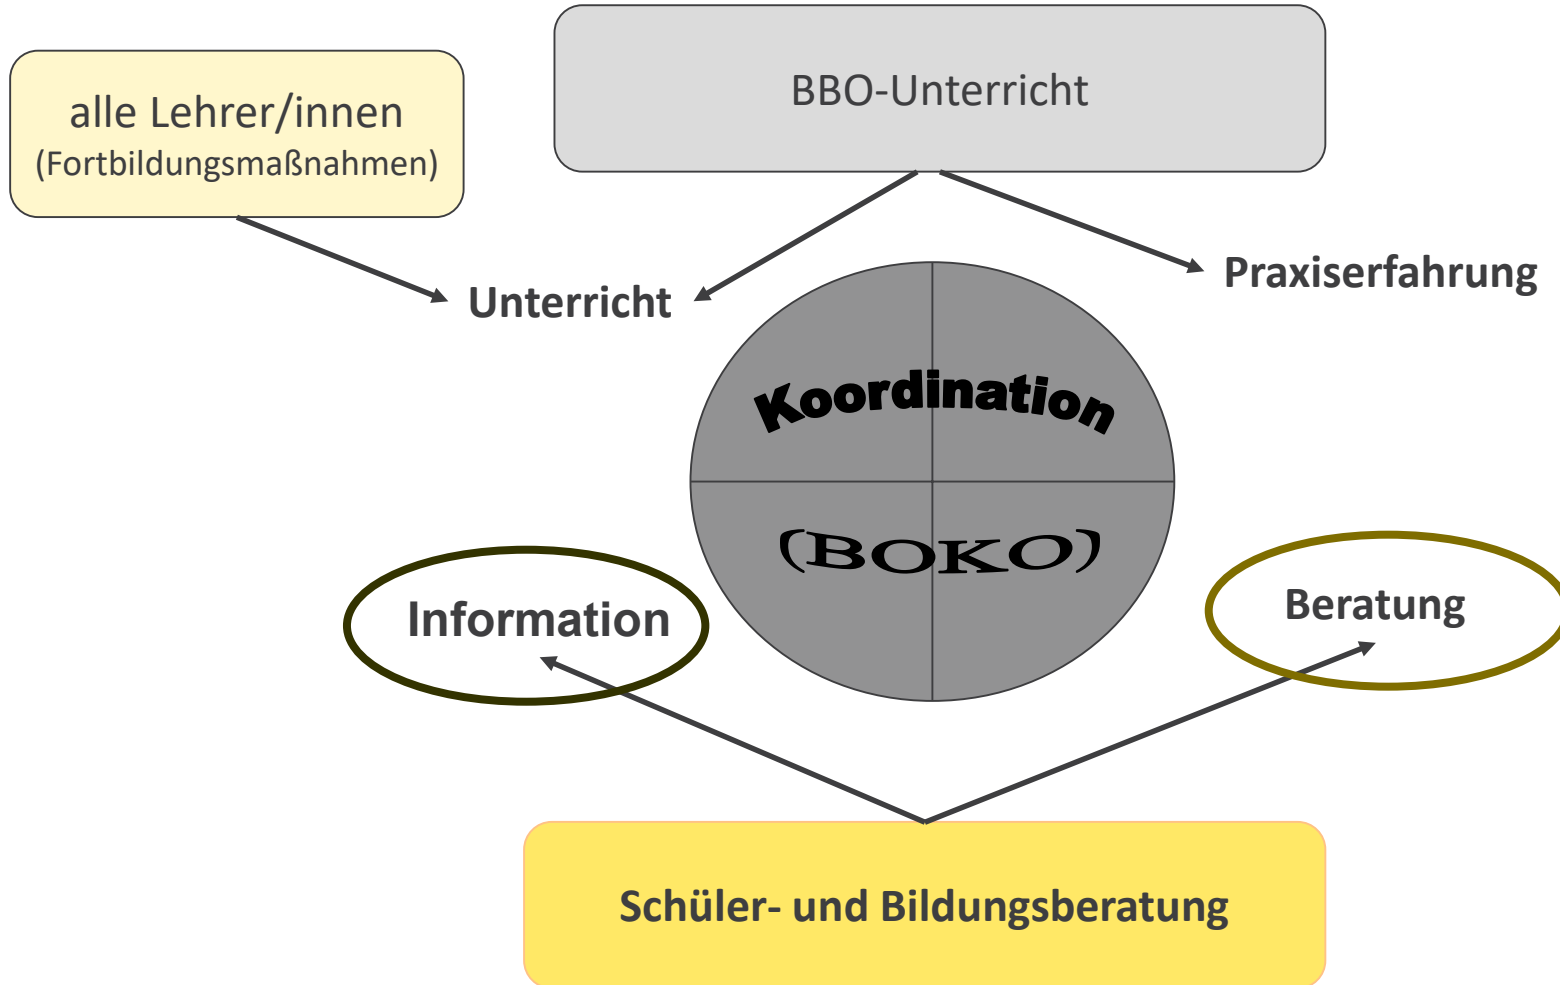 BBO-Unterricht
alle Lehrer/innen
(Fortbildungsmaßnahmen)
Praxiserfahrung
Unterricht
Koordination
(BOKO)
Information
Beratung
Schüler- und Bildungsberatung